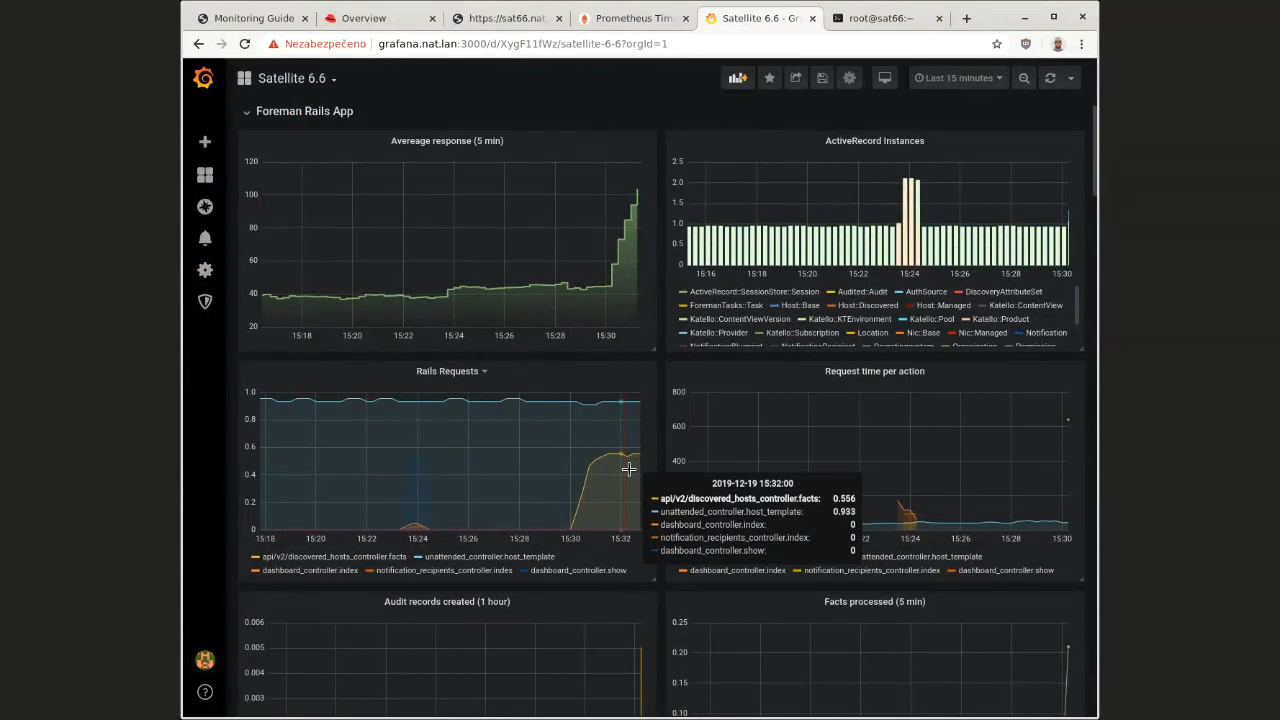 Monitoring Guide
Overview
https://sat66.nat.
Prometheus Tim
Satellite 6.6 - Gra
root@sat66:~
Nezabezpečeno
grafana.nat.lan:3000/d/XygF11fWz/satellite-6-6?orgId=1
Satellite 6.6
Last 15 minutes
Foreman Rails App
Avereage response (5 min)
120
100
80
60
40
20
15:18 15:20 15:22 15:24 15:26 15:28 15:30
ActiveRecord Instances
2.5
2.0
1.5
1.0
0.5
0
15:16 15:18 15:20 15:22 15:24 15:26 15:28 15:30
ActiveRecord::SessionStore::Session Audited::Audit AuthSource DiscoveryAttributeSet
ForemanTasks::Task Host::Base Host::Discovered Host::Managed Katello::ContentView
Katello::ContentViewVersion Katello::KTEnvironment Katello::Pool Katello::Product
Katello::Provider Katello::Subscription Location Nic::Base Nic::Managed Notification
NotificationBlueprint NotificationRecipient Operatingsystem Organization Permission
Rails Requests
1.0
0.8
0.6
0.4
0.2
0
15:18 15:20 15:22 15:24 15:26 15:28 15:30 15:32
api/v2/discovered_hosts_controller.facts unattended_controller.host_template
dashboard_controller.index notification_recipients_controller.index dashboard_controller.show
Request time per action
800
600
400
15:24 15:26 15:28 15:30
attended_controller.host_template
dashboard_controller.index notification_recipients_controller.index dashboard_controller.show
2019-12-19 15:32:00
api/v2/discovered_hosts_controller.facts: 0.556
unattended_controller.host_template: 0.933
dashboard_controller.index: 0
notification_recipients_controller.index: 0
dashboard_controller.show: 0
Audit records created (1 hour)
0.006
0.005
0.004
0.003
Facts processed (5 min)
0.25
0.20
0.15
0.10